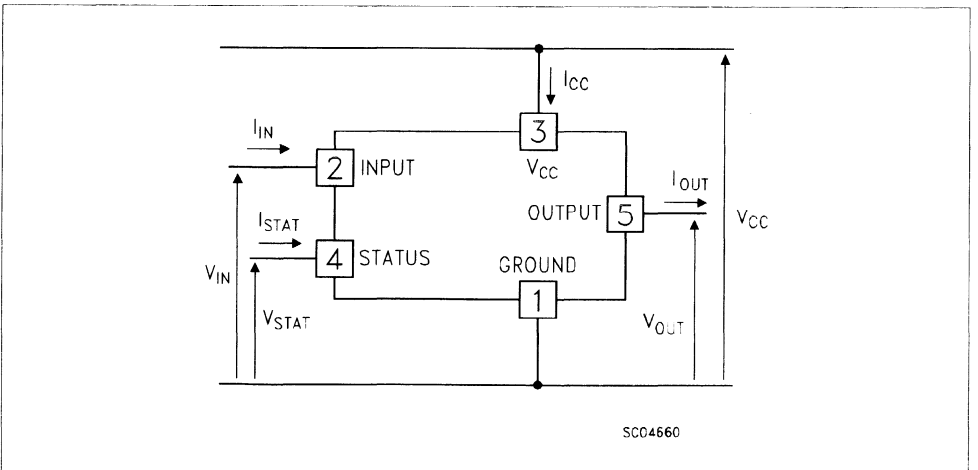 I_CC
I_IN
3
2 INPUT
V_CC
I_OUT
OUTPUT 5
V_CC
I_STAT
4 STATUS
GROUND
V_IN
1
V_STAT
V_OUT
SC04660